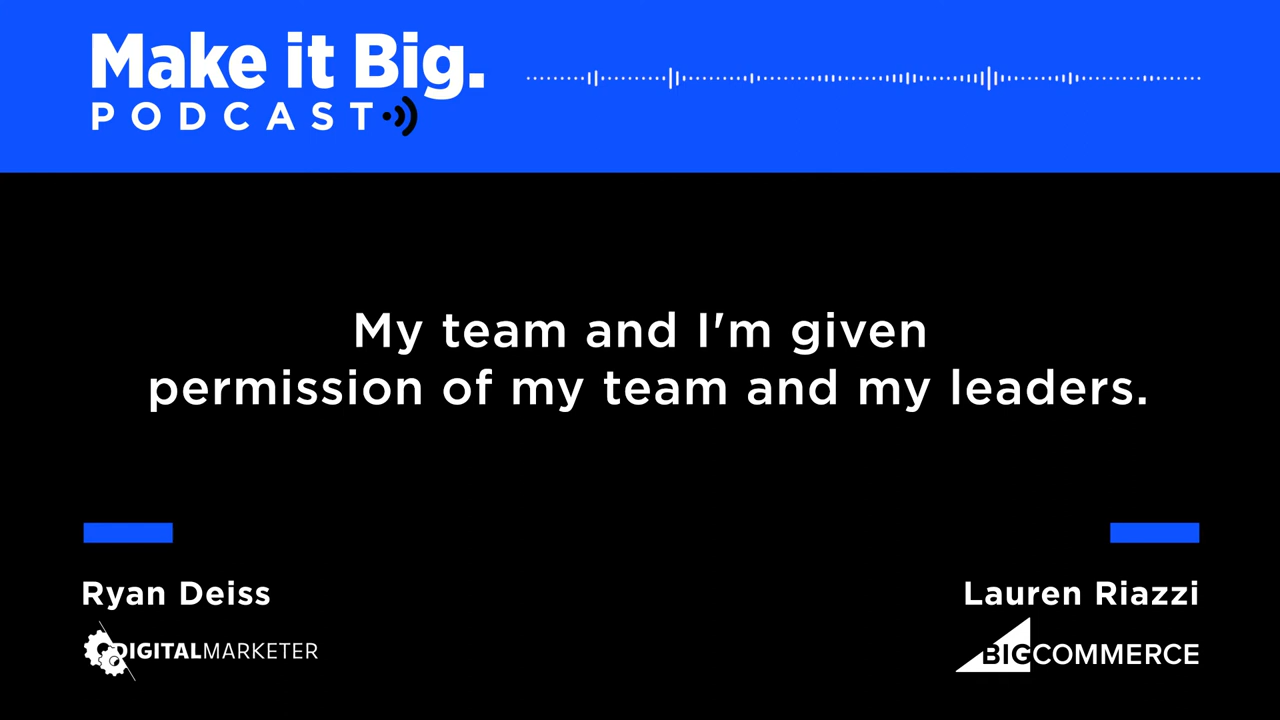 Make it Big.
PODCAST
My team and I'm given
permission of my team and my leaders.
Ryan Deiss
Lauren Riazzi
DIGITALMARKETER
BIGCOMMERCE